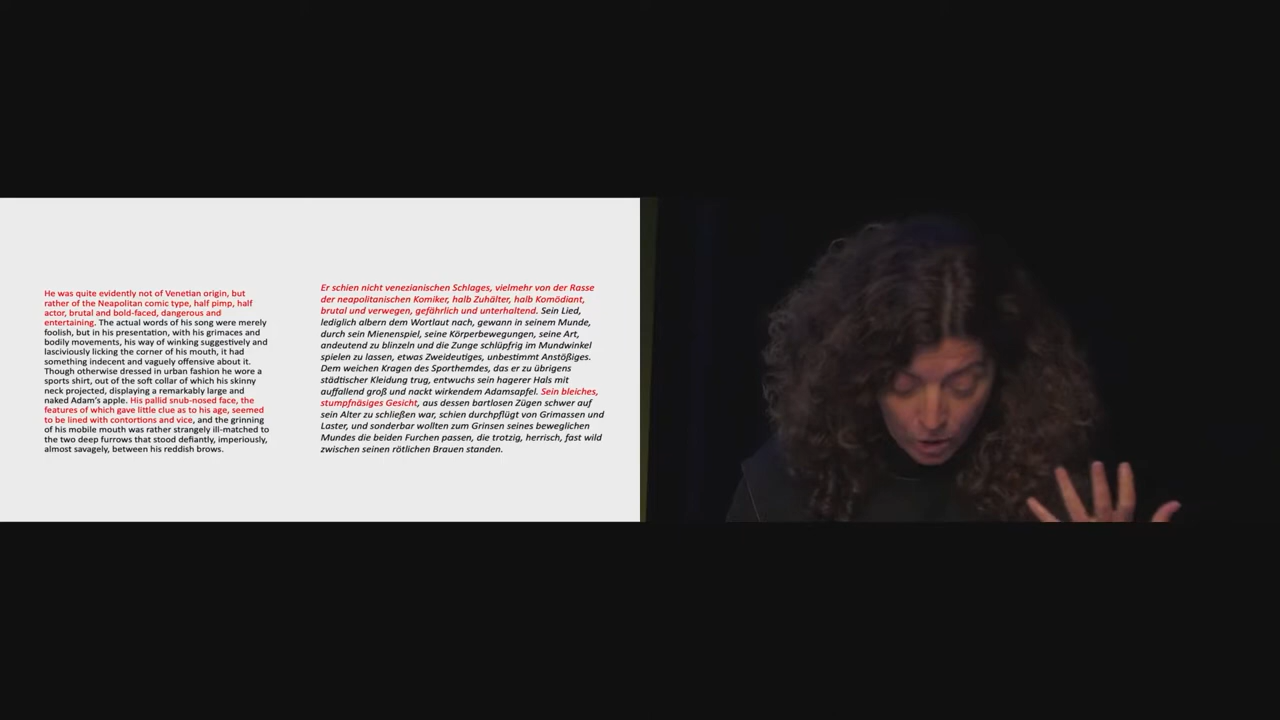 He was quite evidently not of Venetian origin, but
rather of the Neapolitan comic type, half pimp, half
actor, brutal and bold-faced, dangerous and
entertaining. The actual words of his song were merely
foolish, but in his presentation, with his grimaces and
bodily movements, his way of winking suggestively and
lasciviously licking the corner of his mouth, it had
something indecent and vaguely offensive about it.
Though otherwise dressed in urban fashion he wore a
sports shirt, out of the soft collar of which his skinny
neck projected, displaying a remarkably large and
naked Adam's apple. His pallid snub-nosed face, the
features of which gave little clue as to his age, seemed
to be lined with contortions and vice, and the grinning
of his mobile mouth was rather strangely ill-matched to
the two deep furrows that stood defiantly, imperiously,
almost savagely, between his reddish brows.
Er schien nicht venezianischen Schlages, vielmehr von der Rasse
der neapolitanischen Komiker, halb Zuhälter, halb Komödiant,
brutal und verwegen, gefährlich und unterhaltend. Sein Lied,
lediglich albern dem Wortlaut nach, gewann in seinem Munde,
durch sein Mienenspiel, seine Körperbewegungen, seine Art,
andeutend zu blinzeln und die Zunge schlüpfrig im Mundwinkel
spielen zu lassen, etwas Zweideutiges, unbestimmt Anstößiges.
Dem weichen Kragen des Sporthemdes, das er zu übrigens
städtischer Kleidung trug, entwuchs sein hagerer Hals mit
auffallend groß und nackt wirkendem Adamsapfel. Sein bleiches,
stumpfnäsiges Gesicht, aus dessen bartlosen Zügen schwer auf
sein Alter zu schließen war, schien durchpflügt von Grimassen und
Laster, und sonderbar wollten zum Grinsen seines beweglichen
Mundes die beiden Furchen passen, die trotzig, herrisch, fast wild
zwischen seinen rötlichen Brauen standen.